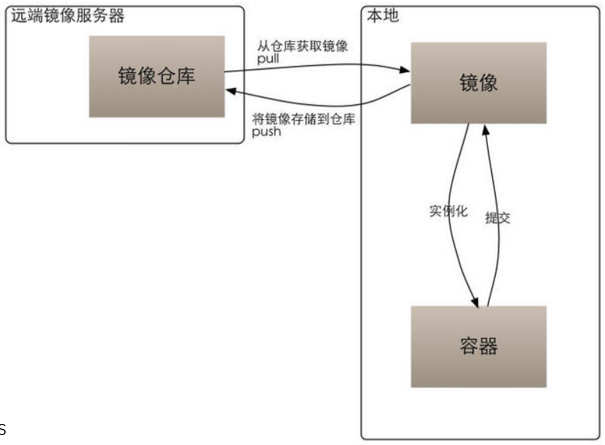 远端镜像服务器
镜像仓库
从仓库获取镜像
pull
将镜像存储到仓库
push
本地
镜像
实例化
提交
容器
s